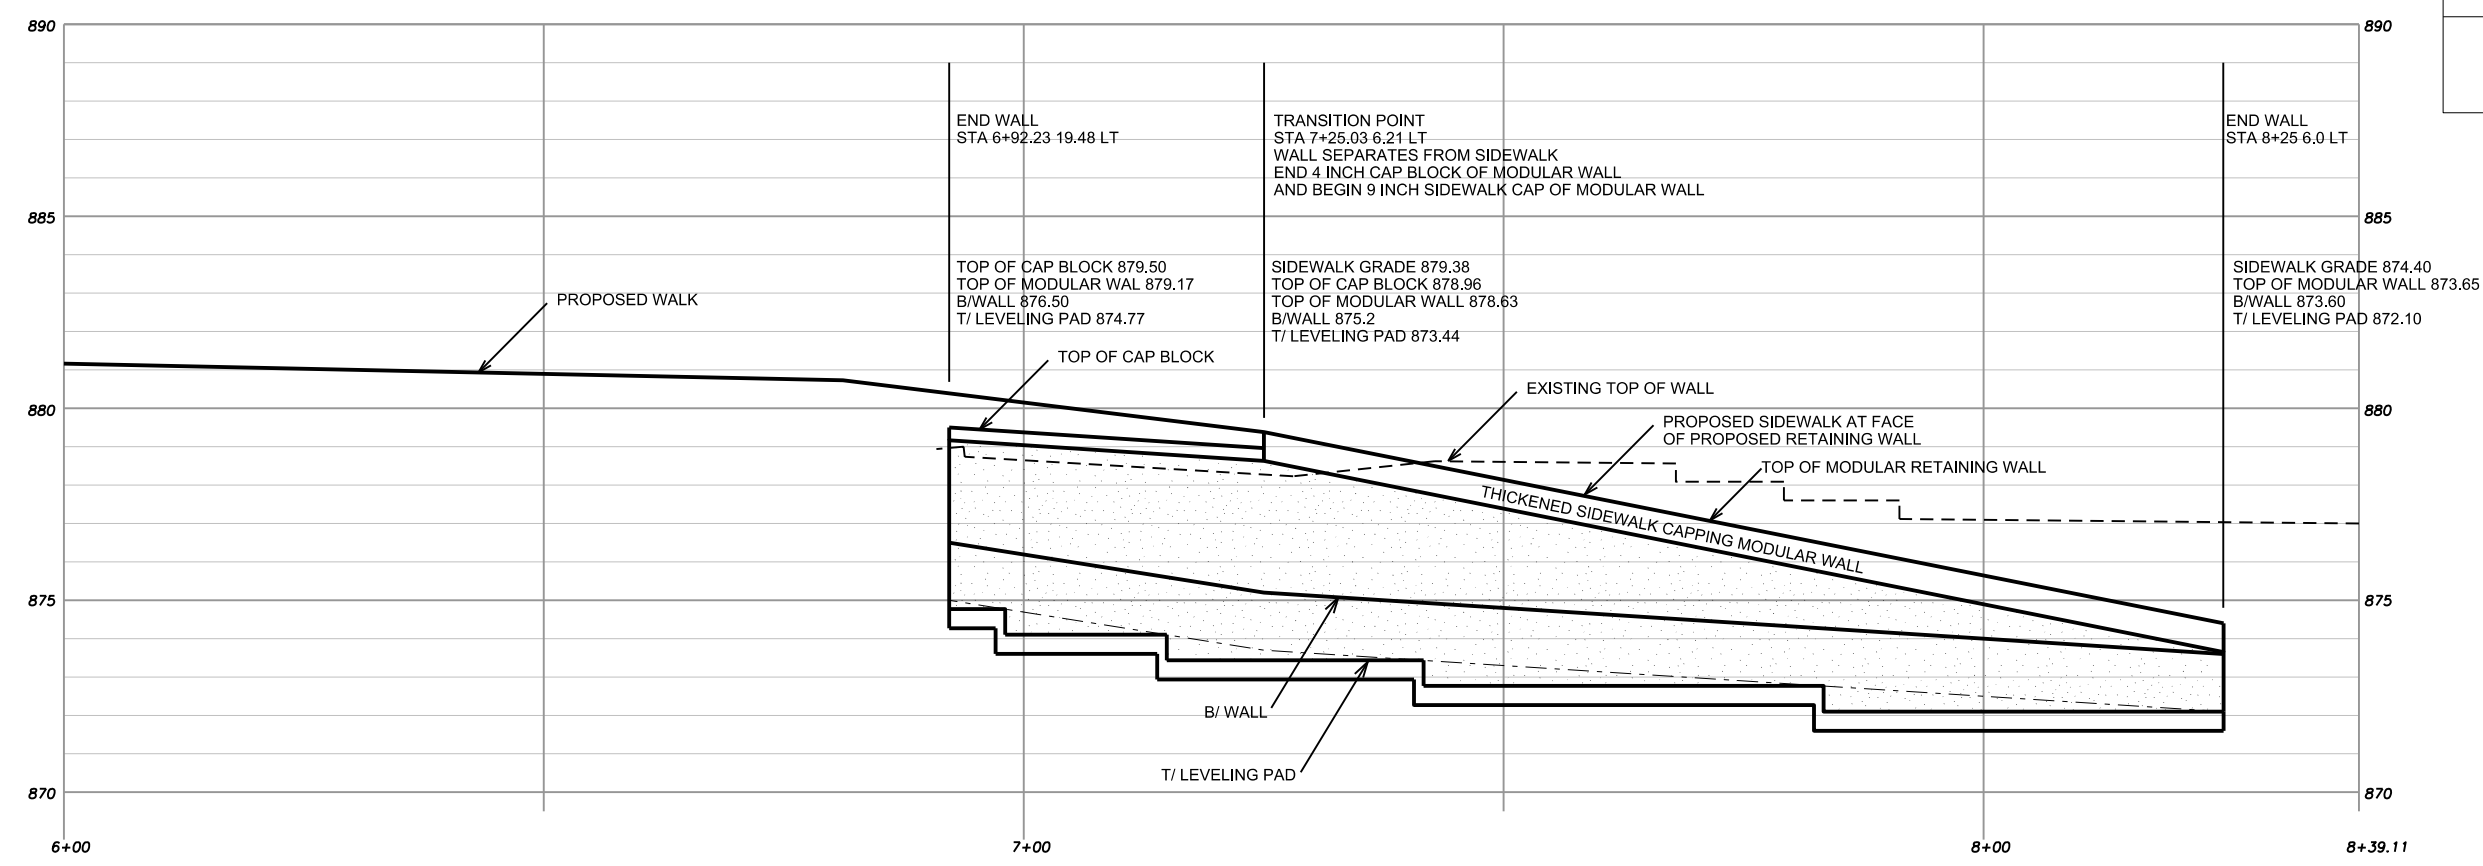 890
890
END WALL
STA 6+92.23 19.48 LT
TRANSITION POINT
STA 7+25.03 6.21 LT
WALL SEPARATES FROM SIDEWALK
END 4 INCH CAP BLOCK OF MODULAR WALL
AND BEGIN 9 INCH SIDEWALK CAP OF MODULAR WALL
END WALL
STA 8+25 6.0 LT
885
885
TOP OF CAP BLOCK 879.50
TOP OF MODULAR WAL 879.17
B/WALL 876.50
T/ LEVELING PAD 874.77
SIDEWALK GRADE 879.38
TOP OF CAP BLOCK 878.96
TOP OF MODULAR WALL 878.63
B/WALL 875.2
T/ LEVELING PAD 873.44
SIDEWALK GRADE 874.40
TOP OF MODULAR WALL 873.65
B/WALL 873.60
T/ LEVELING PAD 872.10
PROPOSED WALK
TOP OF CAP BLOCK
EXISTING TOP OF WALL
880
880
PROPOSED SIDEWALK AT FACE
OF PROPOSED RETAINING WALL
TOP OF MODULAR RETAINING WALL
THICKENED SIDEWALK CAPPING MODULAR WALL
875
875
B/ WALL
T/ LEVELING PAD
870
870
6+00
7+00
8+00
8+39.11